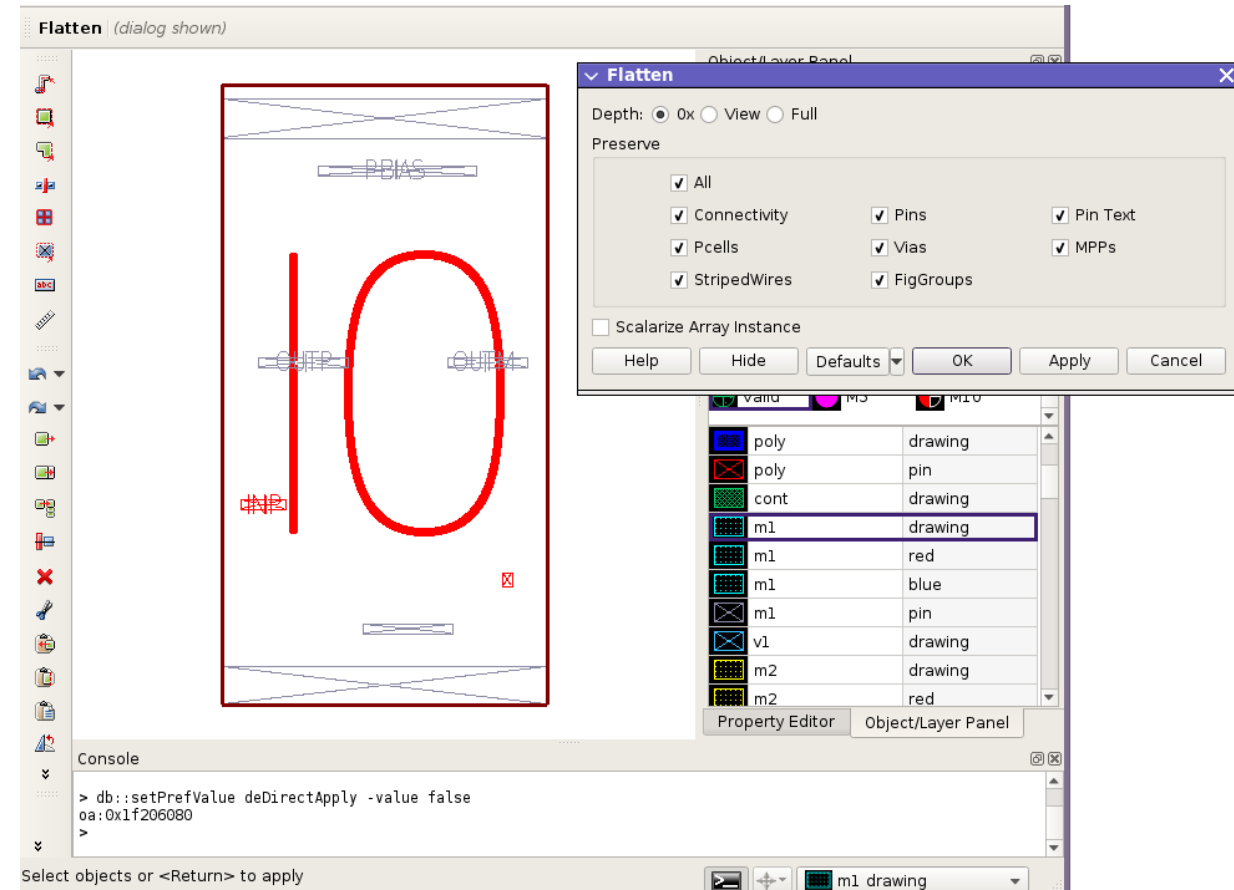 Flatten (dialog shown)
Object/Layer Panel
Flatten
Depth: 0x View Full
Preserve
All
Connectivity Pins Pin Text
Pcells Vias MPPs
StripedWires FigGroups
Scalarize Array Instance
Help Hide Defaults OK Apply Cancel
PBIAS
I0
OUTP OUTM
INP
abc
Valid M5 M10
poly drawing
poly pin
cont drawing
m1 drawing
m1 red
m1 blue
m1 pin
v1 drawing
m2 drawing
m2 red
Property Editor Object/Layer Panel
Console
> db::setPrefValue deDirectApply -value false
oa:0x1f206080
>
Select objects or <Return> to apply
m1 drawing